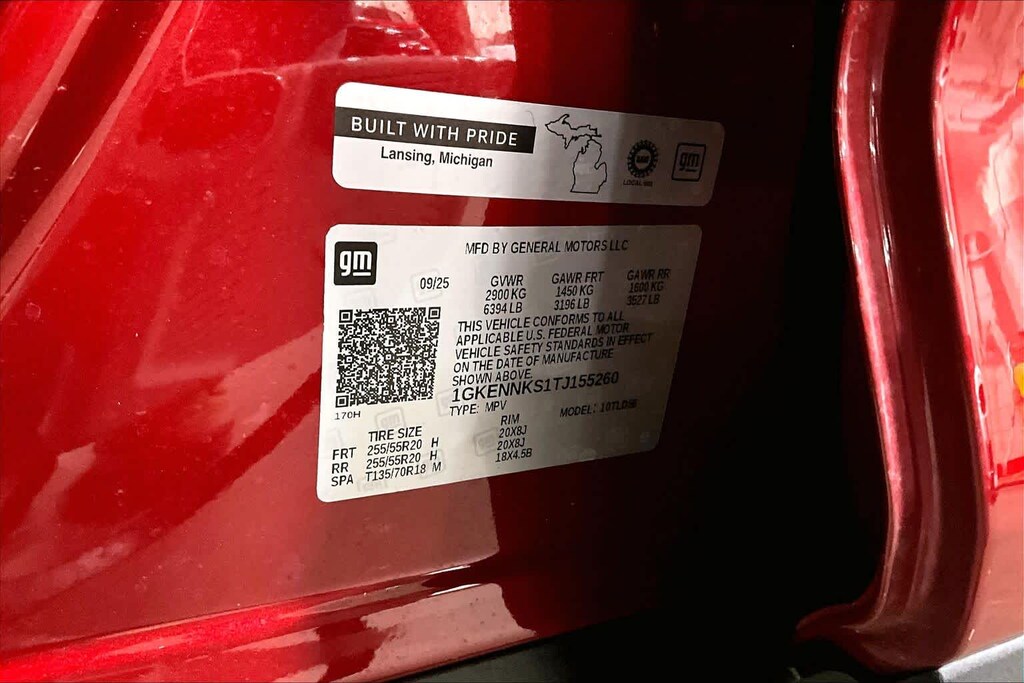 BUILT WITH PRIDE
Lansing, Michigan
UAW
LOCAL 602
gm
gm
MFD BY GENERAL MOTORS LLC
09/25
GVWR
2900 KG
6394 LB
GAWR FRT
1450 KG
3196 LB
GAWR RR
1600 KG
3527 LB
THIS VEHICLE CONFORMS TO ALL
APPLICABLE U.S. FEDERAL MOTOR
VEHICLE SAFETY STANDARDS IN EFFECT
ON THE DATE OF MANUFACTURE
SHOWN ABOVE.
1GKENNKS1TJ155260
TYPE: MPV
MODEL:
170H
TIRE SIZE
RIM
FRT 255/55R20 H 20X8J
RR 255/55R20 H 20X8J
SPA T135/70R18 M 18X4.5B